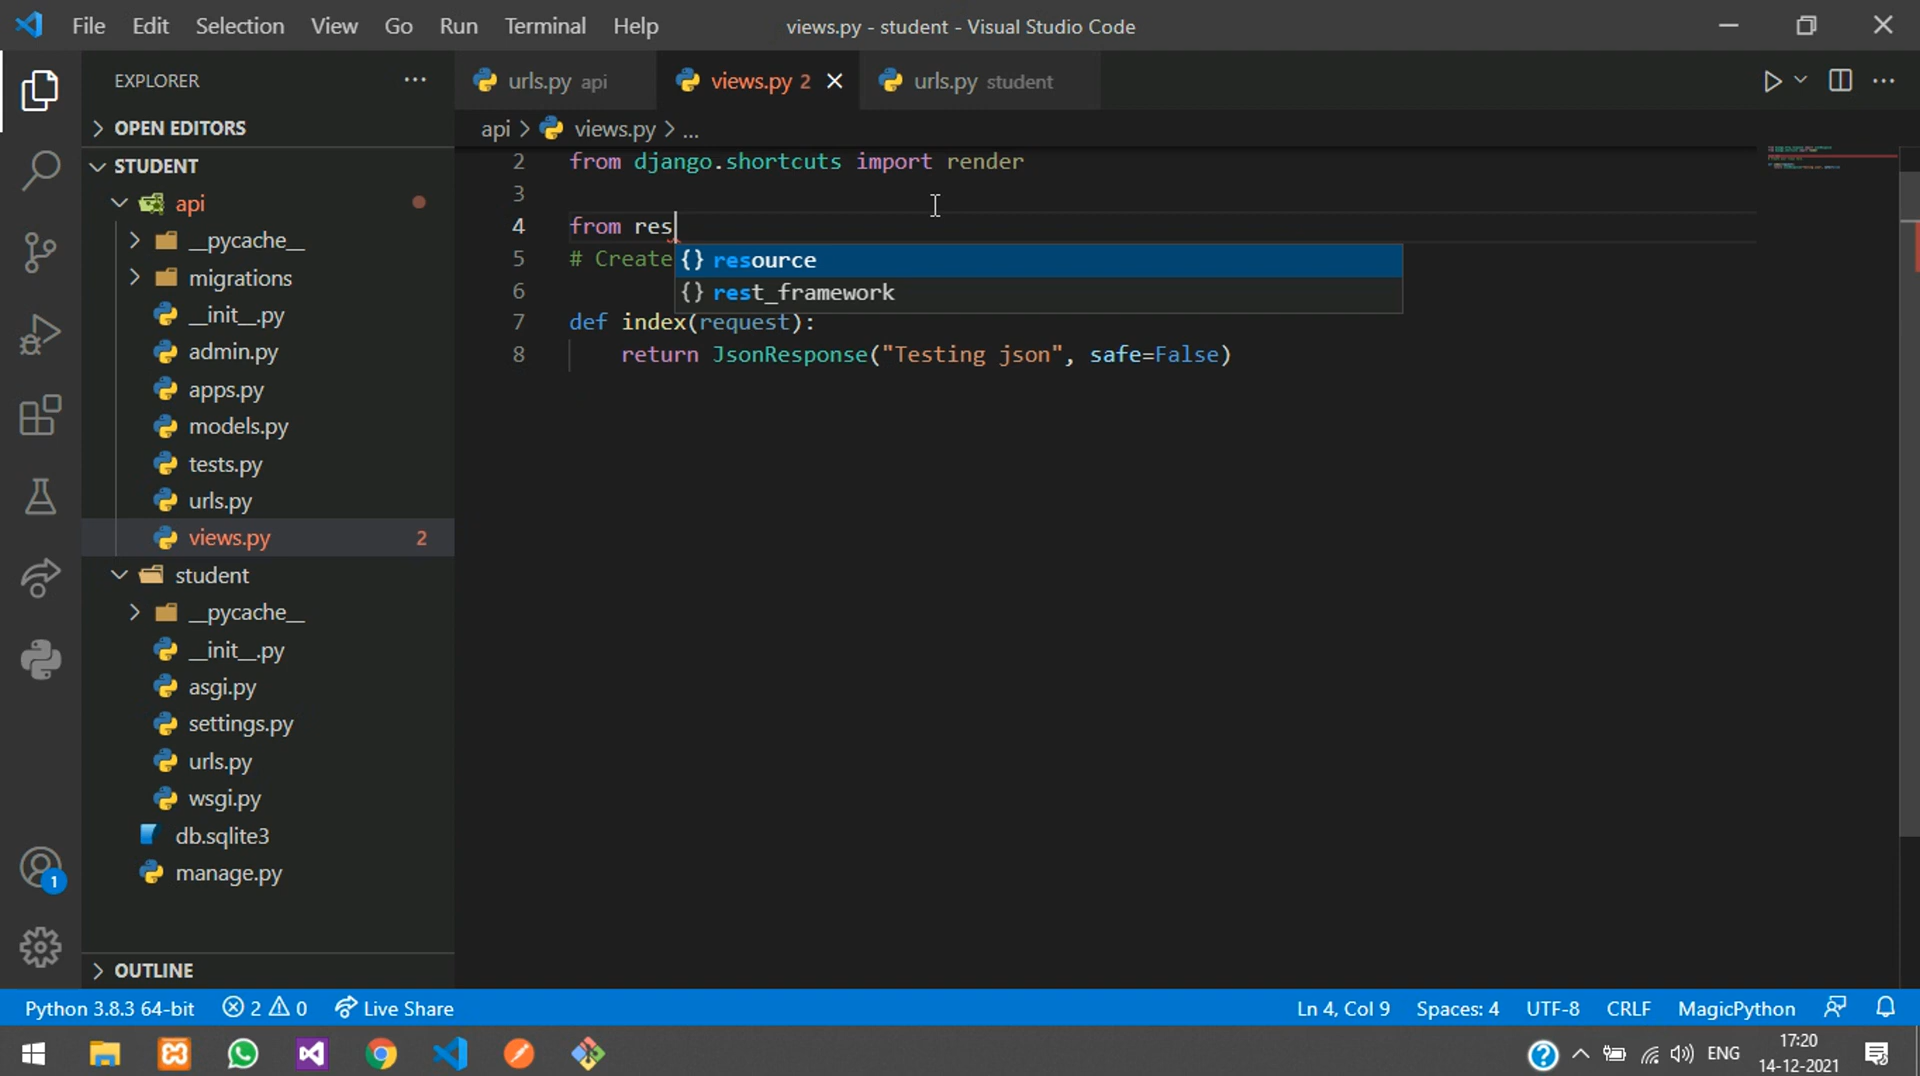 File Edit Selection View Go Run Terminal Help
views.py - student - Visual Studio Code
EXPLORER
OPEN EDITORS
STUDENT
api
__pycache__
migrations
__init__.py
admin.py
apps.py
models.py
tests.py
urls.py
views.py 2
student
__pycache__
__init__.py
asgi.py
settings.py
urls.py
wsgi.py
db.sqlite3
manage.py
OUTLINE
urls.py api
views.py 2
urls.py student
api > views.py > ...
2 from django.shortcuts import render
3
4 from res
resource
rest_framework
5 # Create
6
7 def index(request):
8 return JsonResponse("Testing json", safe=False)
1
Python 3.8.3 64-bit 2 0 Live Share
Ln 4, Col 9 Spaces: 4 UTF-8 CRLF MagicPython
ENG
17:20
14-12-2021